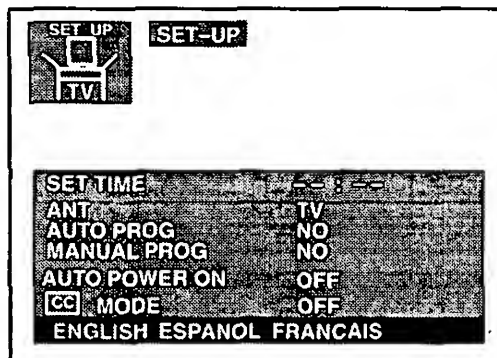 SET UP
SET-UP
TV
SET TIME -- : --
ANT TV
AUTO PROG NO
MANUAL PROG NO
AUTO POWER ON OFF
CC MODE OFF
ENGLISH ESPANOL FRANCAIS